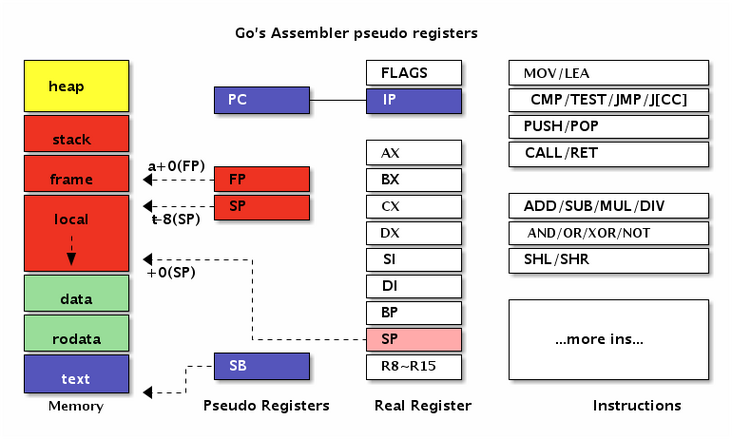 Go's Assembler pseudo registers
heap
stack
frame
local
data
rodata
text
Memory
a+0(FP)
t-8(SP)
+0(SP)
PC
FP
SP
SB
Pseudo Registers
FLAGS
IP
AX
BX
CX
DX
SI
DI
BP
SP
R8~R15
Real Register
MOV/LEA
CMP/TEST/JMP/J[CC]
PUSH/POP
CALL/RET
ADD/SUB/MUL/DIV
AND/OR/XOR/NOT
SHL/SHR
...more ins...
Instructions